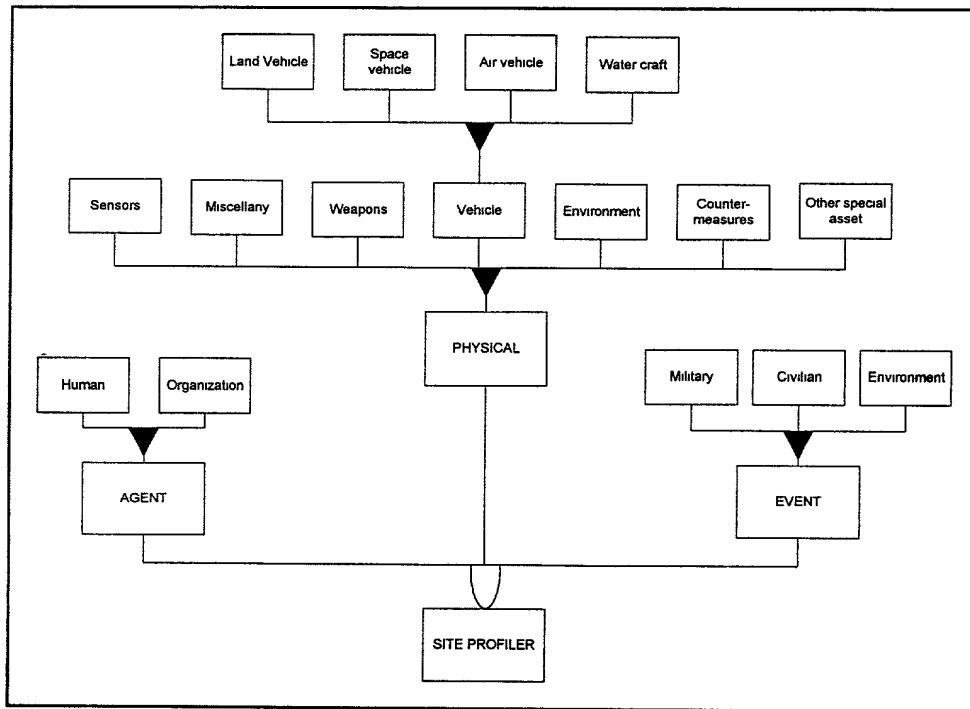 Land Vehicle
Space
vehicle
Air vehicle
Water craft
Sensors
Miscellany
Weapons
Vehicle
Environment
Counter-
measures
Other special
asset
PHYSICAL
Human
Organization
Military
Civilian
Environment
AGENT
EVENT
SITE PROFILER